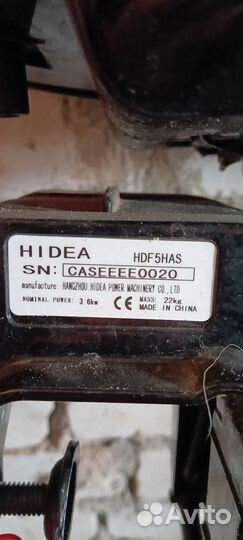 HIDEA HDF5HAS
SN: CASEEEE0020
manufacture: HANGZHOU HIDEA POWER MACHINERY CO.,LTD
NOMINAL POWER: 3.6kw CE MASS: 22kg
MADE IN CHINA
Avito